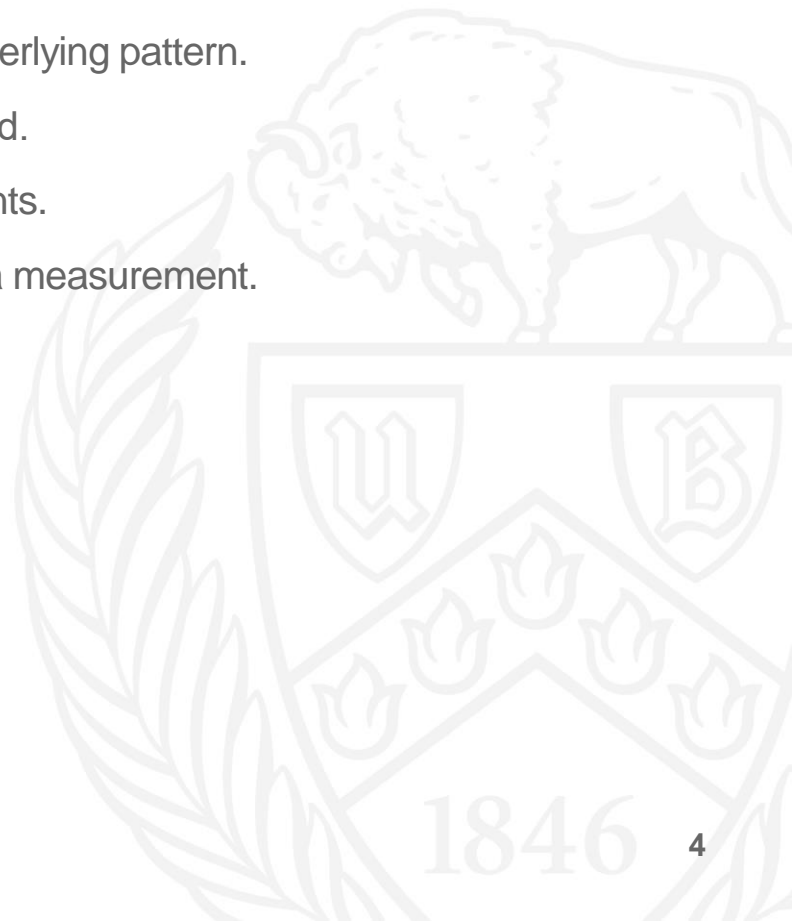 erlying pattern.
d.
nts.
a measurement.
U B
1846
4